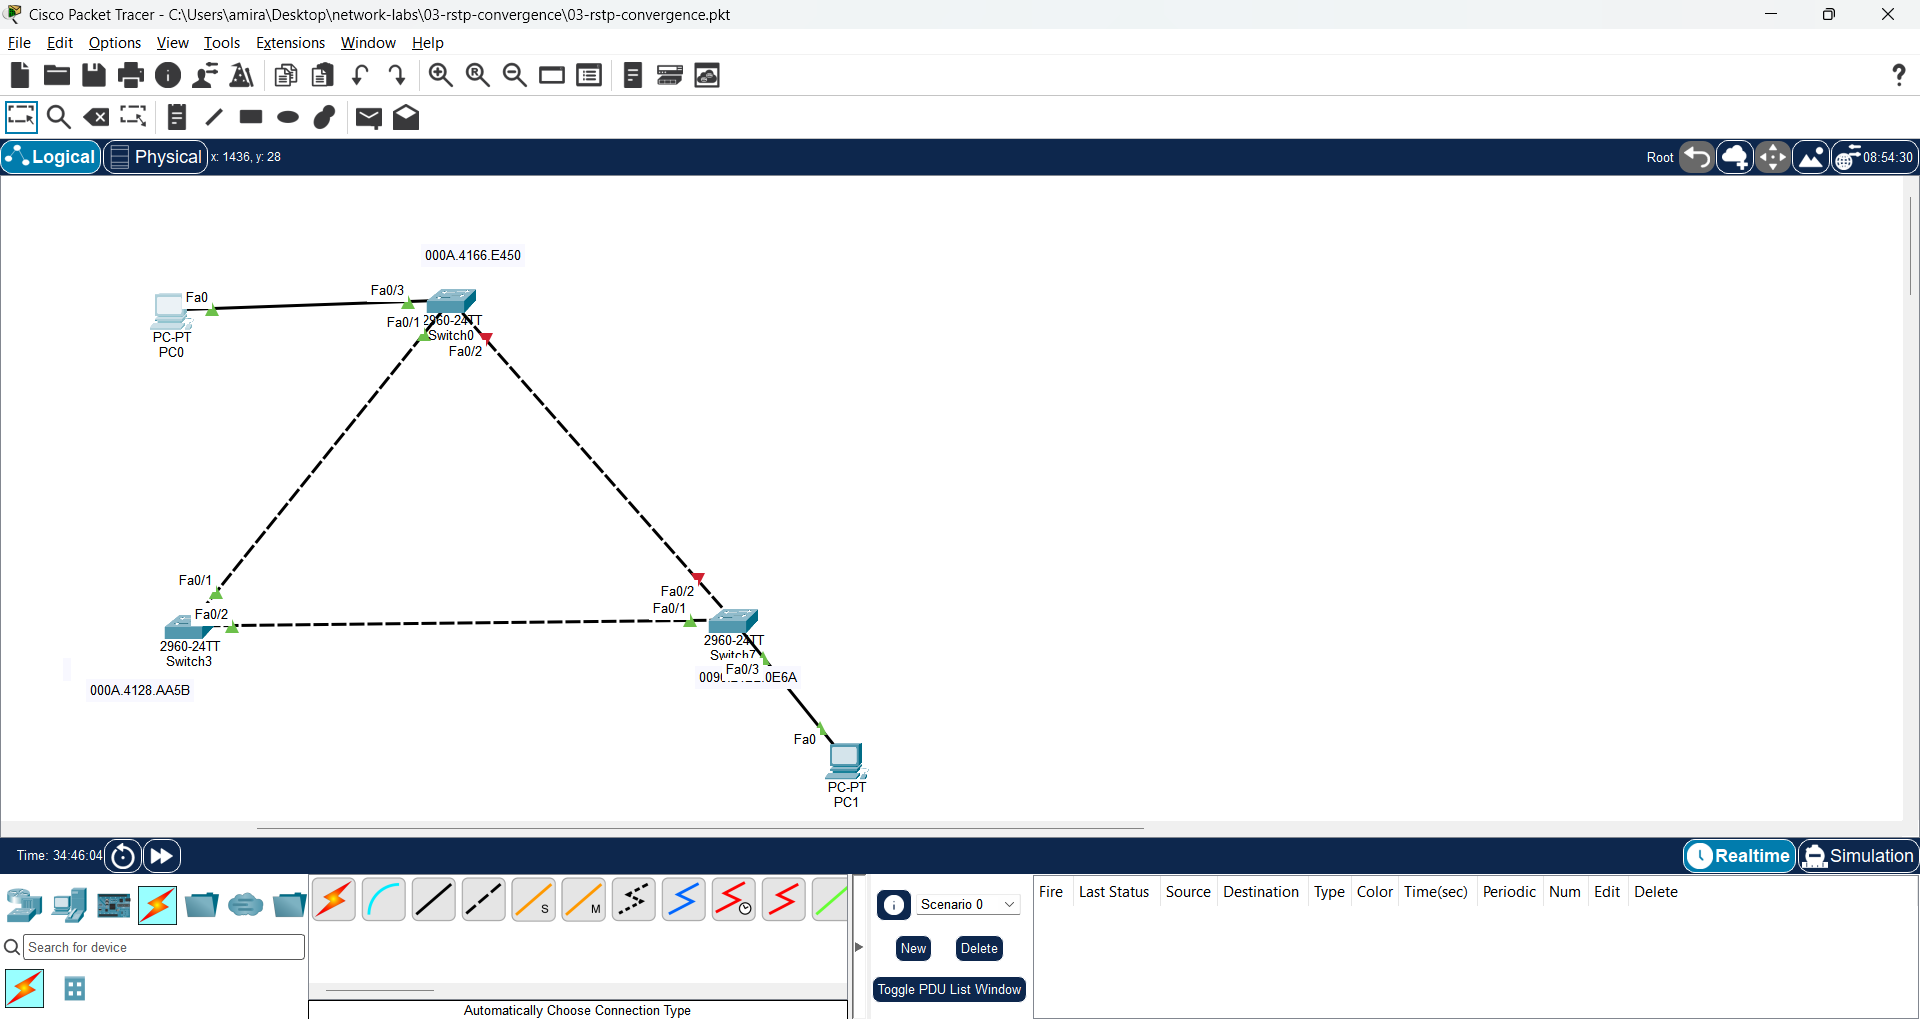 Cisco Packet Tracer - C:\Users\amira\Desktop\network-labs\03-rstp-convergence\03-rstp-convergence.pkt
File Edit Options View Tools Extensions Window Help
Logical Physical x: 1436, y: 28 Root 08:54:30
000A.4166.E450
Fa0 Fa0/3
Fa0/1 2960-24TT
Switch0
Fa0/2
PC-PT
PC0
Fa0/1
Fa0/2
2960-24TT
Switch3
000A.4128.AA5B
Fa0/2
Fa0/1
2960-24TT
Switch7
Fa0/3
0E6A
Fa0
PC-PT
PC1
Time: 34:46:04 Realtime Simulation
S M
Search for device
Automatically Choose Connection Type
Scenario 0
New Delete
Toggle PDU List Window
Fire Last Status Source Destination Type Color Time(sec) Periodic Num Edit Delete